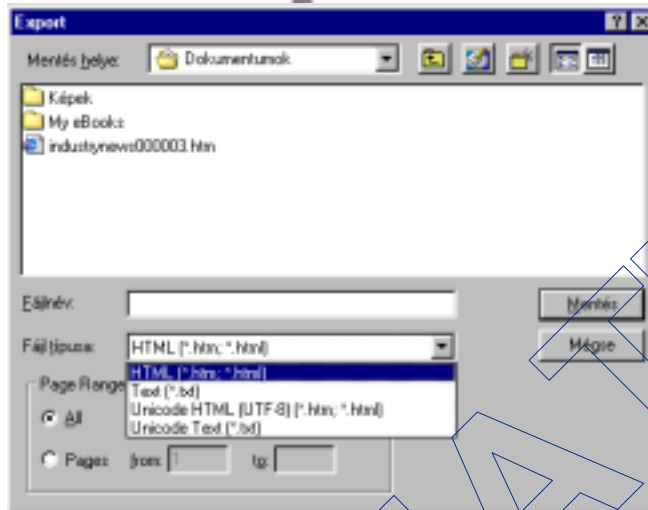 Export
Mentés helye: Dokumentumok
Képek
My eBooks
industrynews000003.htm
Fájlnév:
Mentés
Fájl típusa: HTML (*.htm; *.html)
Mégse
HTML (*.htm; *.html)
Text (*.txt)
Unicode HTML (UTF-8) (*.htm; *.html)
Unicode Text (*.txt)
Page Range
All
Pages from: 1 to: